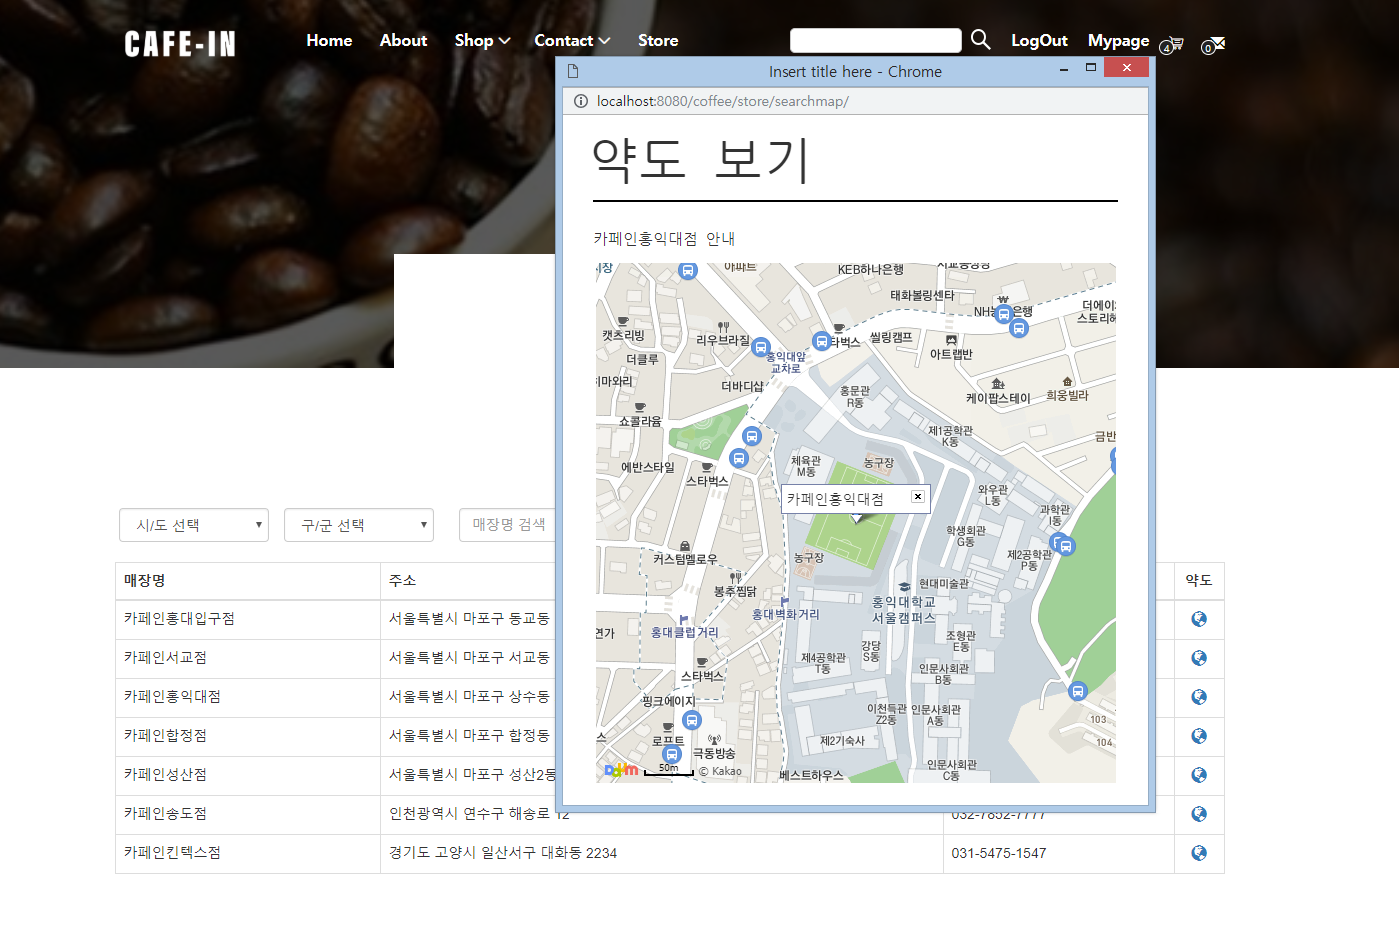 CAFE-IN
Home About Shop Contact Store
LogOut Mypage 4 0
Insert title here - Chrome
localhost:8080/coffee/store/searchmap/
약도 보기
카페인홍익대점 안내
시장
아파트
KEB하나은행
태화볼링센타
더에이치
스토리헤
캣츠리빙
리우브라질
스타벅스
씰링캠프
NH농협은행
아트랩반
더클루
홍익대앞
교차로
히마와리
더바디샵
홍문관
R동
케이팝스테이
희웅빌라
쇼콜라윰
제1공학관
K동
금반
에반스타일
스타벅스
체육관
M동
농구장
와우관
L동
카페인홍익대점
과학관
I동
학생회관
G동
제2공학관
P동
커스텀멜로우
농구장
봉추찜닭
현대미술관
홍익대학교
서울캠퍼스
홍대벽화거리
연가
홍대클럽거리
조형관
E동
강당
S동
제4공학관
T동
인문사회관
B동
스타벅스
핑크에이지
이천득관
Z2동
인문사회관
A동
103
104
로프트
극동방송
제2기숙사
인문사회관
C동
베스트하우스
Daum 50m © Kakao
시/도 선택 구/군 선택 매장명 검색
매장명 주소 약도
카페인홍대입구점 서울특별시 마포구 동교동
카페인서교점 서울특별시 마포구 서교동
카페인홍익대점 서울특별시 마포구 상수동
카페인합정점 서울특별시 마포구 합정동
카페인성산점 서울특별시 마포구 성산2동
카페인송도점 인천광역시 연수구 해송로 12 032-7852-7777
카페인킨텍스점 경기도 고양시 일산서구 대화동 2234 031-5475-1547